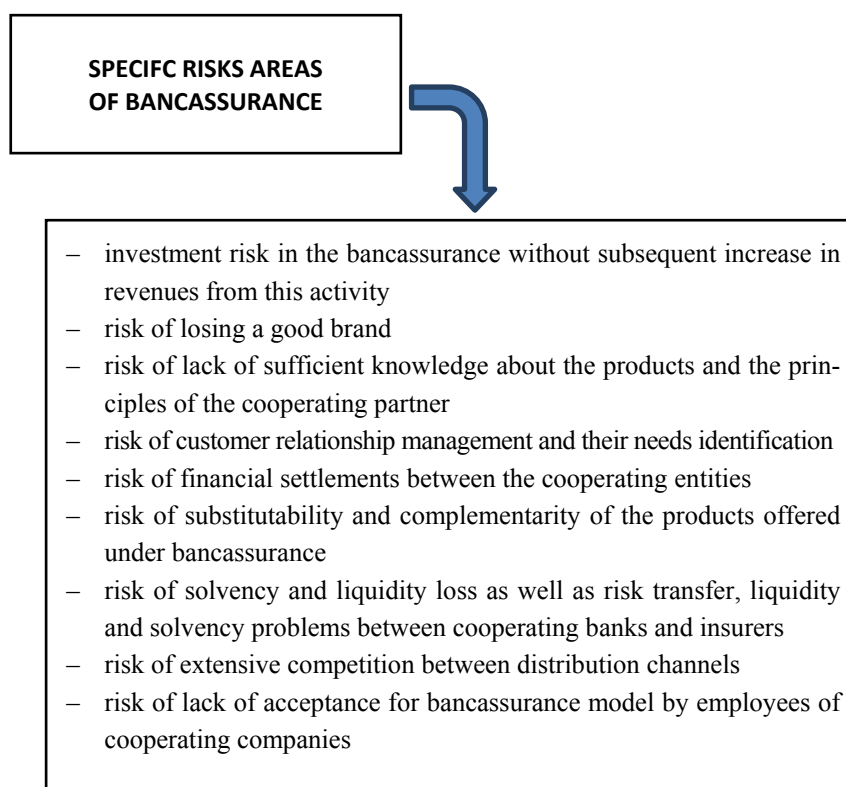 SPECIFC RISKS AREAS
OF BANCASSURANCE
– investment risk in the bancassurance without subsequent increase in
revenues from this activity
– risk of losing a good brand
– risk of lack of sufficient knowledge about the products and the prin-
ciples of the cooperating partner
– risk of customer relationship management and their needs identification
– risk of financial settlements between the cooperating entities
– risk of substitutability and complementarity of the products offered
under bancassurance
– risk of solvency and liquidity loss as well as risk transfer, liquidity
and solvency problems between cooperating banks and insurers
– risk of extensive competition between distribution channels
– risk of lack of acceptance for bancassurance model by employees of
cooperating companies